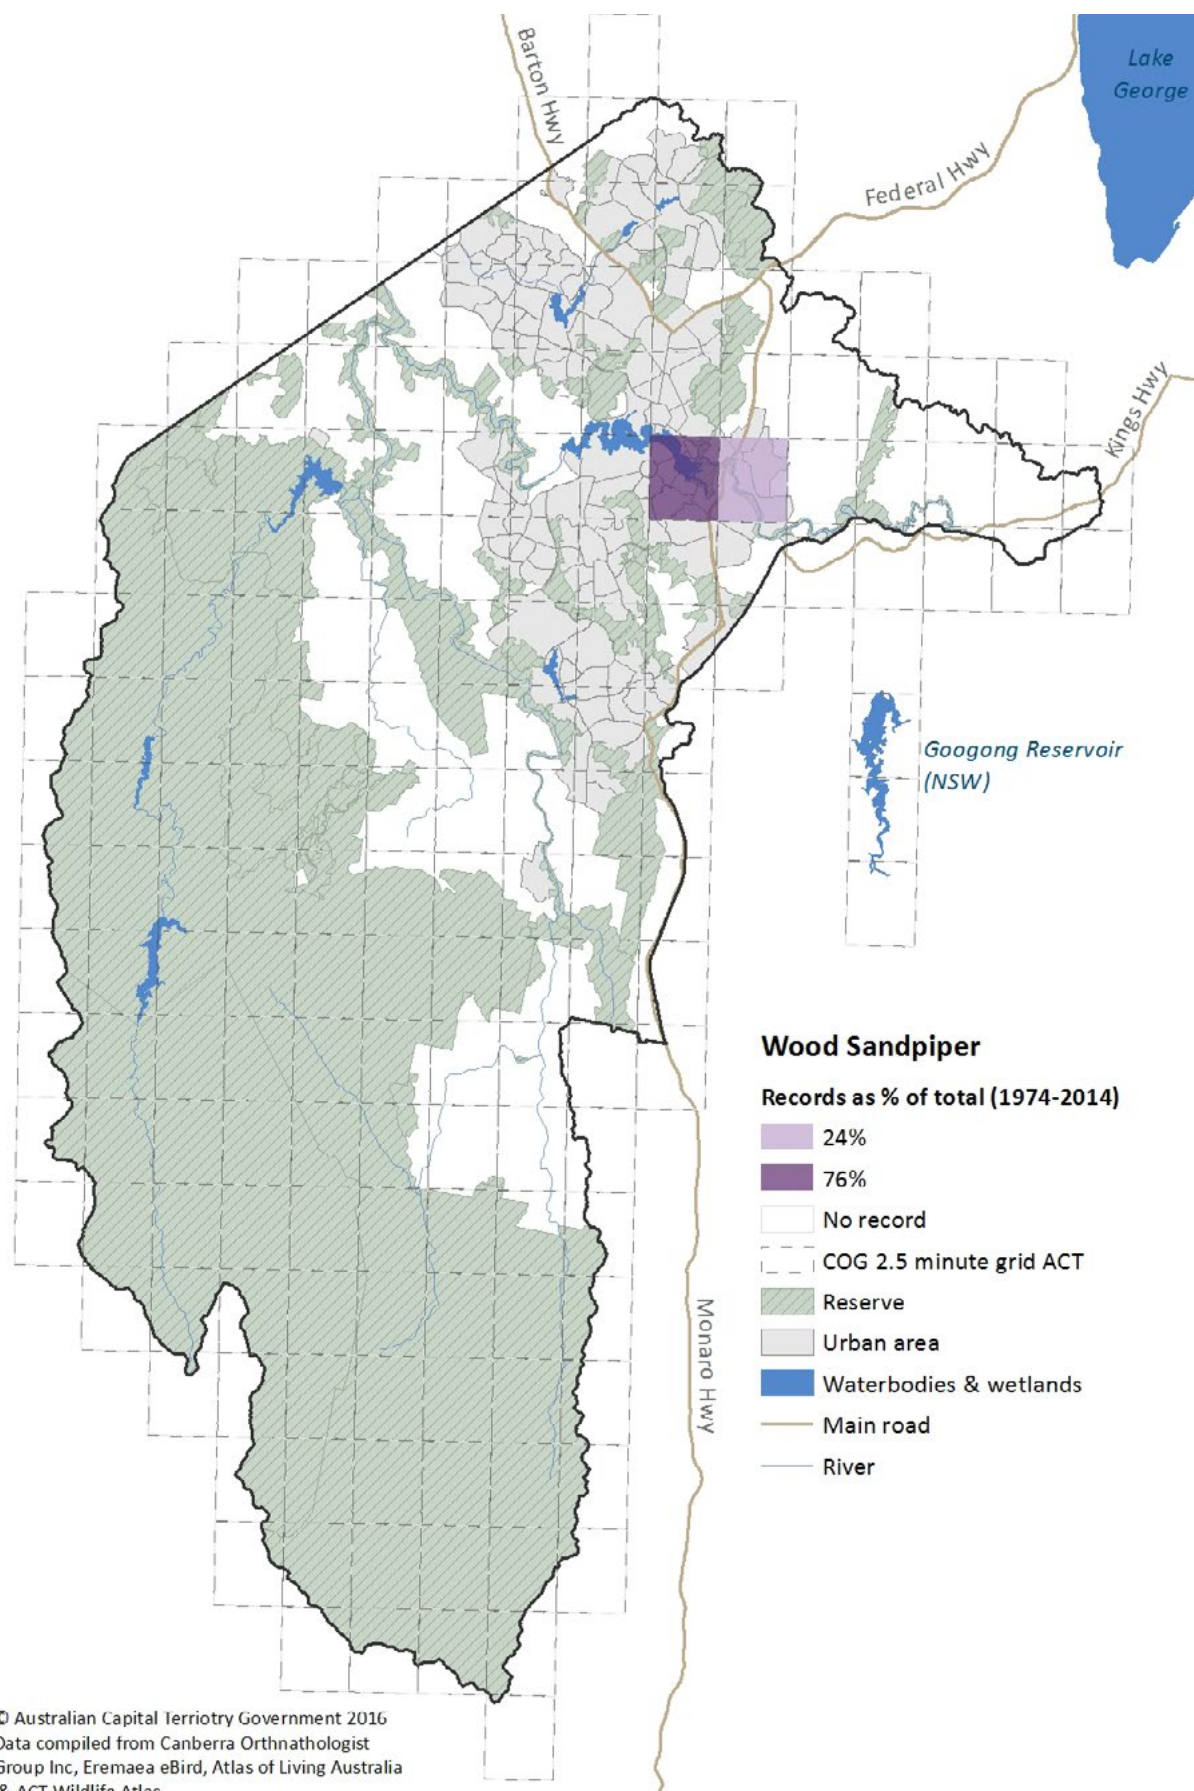 Barton Hwy
Lake
George
Federal Hwy
Kings Hwy
Googong Reservoir
(NSW)
Wood Sandpiper
Records as % of total (1974-2014)
24%
76%
No record
COG 2.5 minute grid ACT
Reserve
Urban area
Waterbodies & wetlands
Main road
River
Monaro Hwy
© Australian Capital Terriotry Government 2016
Data compiled from Canberra Orthnathologist
Group Inc, Eremaea eBird, Atlas of Living Australia
& ACT Wildlife Atlas